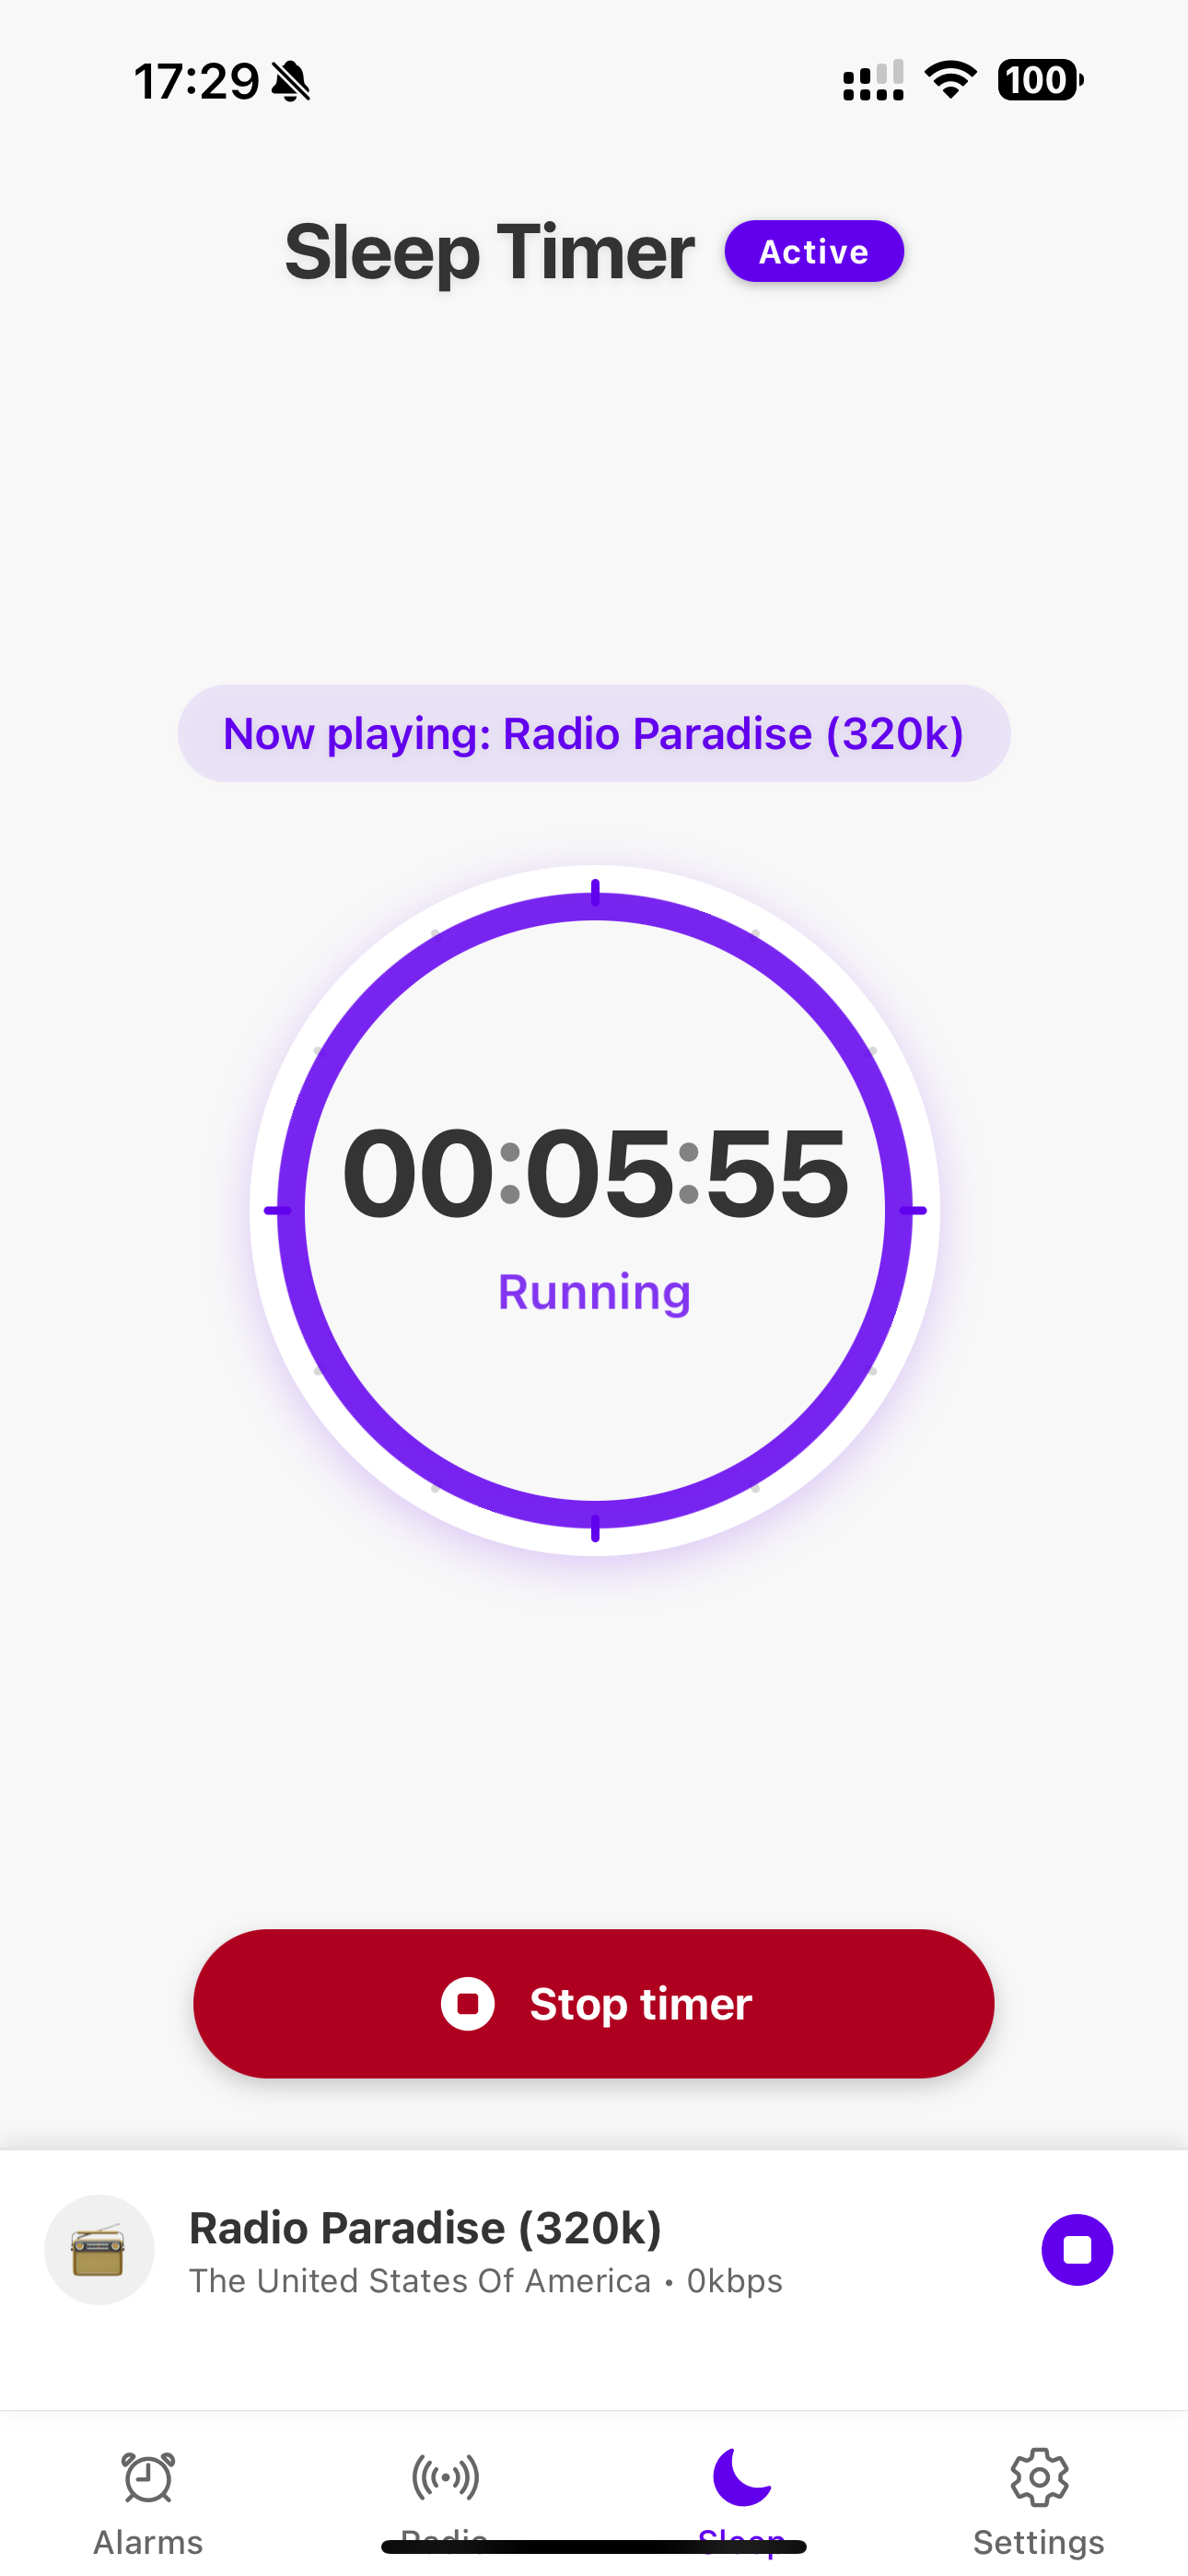 17:29
100
Sleep Timer
Active
Now playing: Radio Paradise (320k)
00:05:55
Running
Stop timer
Radio Paradise (320k)
The United States Of America • 0kbps
Alarms
Radio
Sleep
Settings